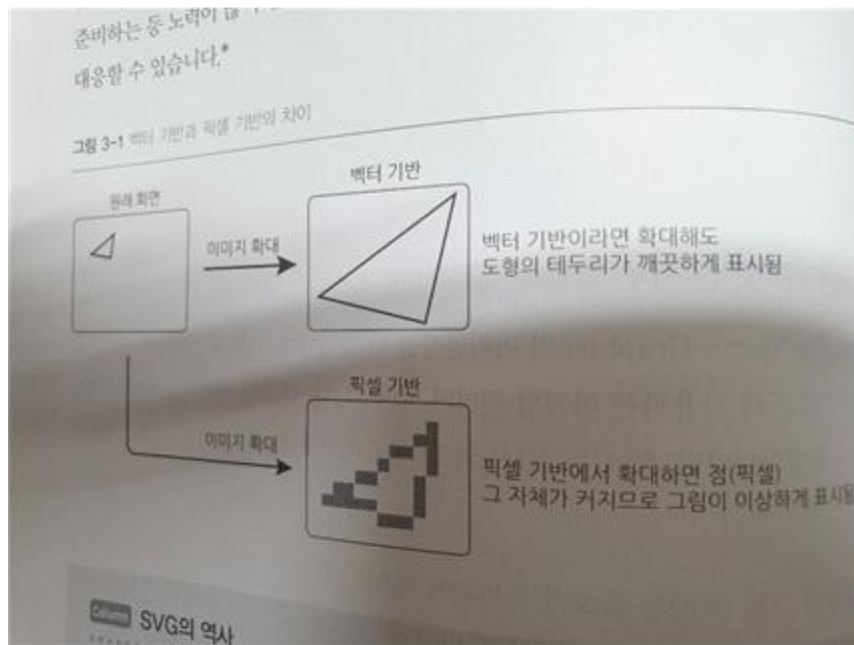 준비하는 등 노력이
대응할 수 있습니다.*
그림 3-1 벡터 기반과 픽셀 기반의 차이
원래 화면
이미지 확대
벡터 기반
벡터 기반이라면 확대해도
도형의 테두리가 깨끗하게 표시됨
이미지 확대
픽셀 기반
픽셀 기반에서 확대하면 점(픽셀)
그 자체가 커지므로 그림이 이상하게 표시됨
Column SVG의 역사